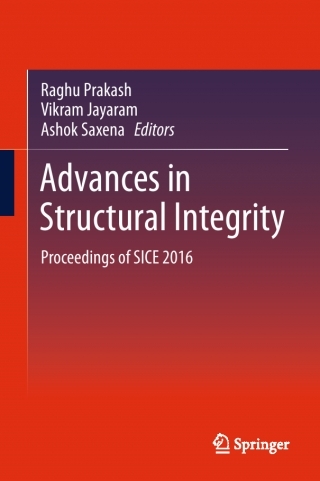 Raghu Prakash
Vikram Jayaram
Ashok Saxena Editors
Advances in
Structural Integrity
Proceedings of SICE 2016
Springer